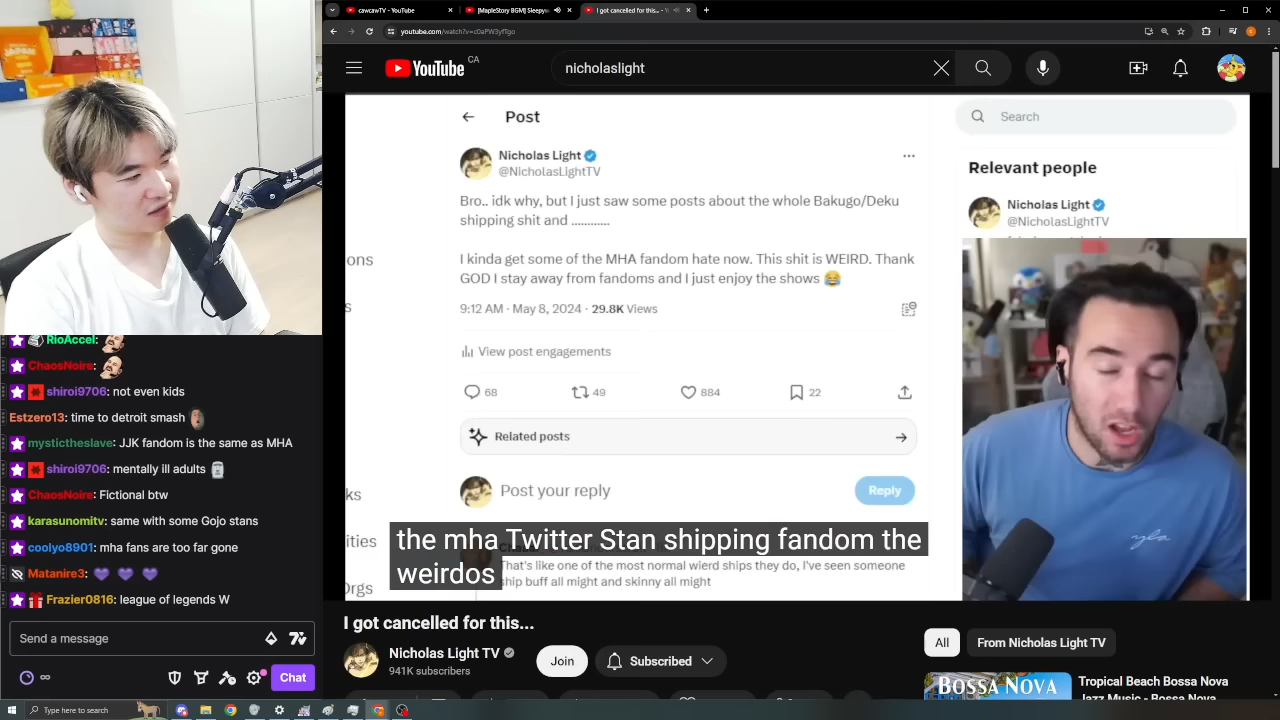 cawcawTV - YouTube
[MapleStory BGM] Sleepyw
I got cancelled for this... - Y
youtube.com/watch?v=c0aPW3yfTgo
YouTube CA
nicholaslight
Post
Search
Nicholas Light
@NicholasLightTV
Bro.. idk why, but I just saw some posts about the whole Bakugo/Deku
shipping shit and ............
I kinda get some of the MHA fandom hate now. This shit is WEIRD. Thank
GOD I stay away from fandoms and I just enjoy the shows 😂
9:12 AM · May 8, 2024 · 29.8K Views
View post engagements
68 49 884 22
Related posts
Post your reply
Reply
Relevant people
Nicholas Light
@NicholasLightTV
ons
s
ks
ities
Orgs
the mha Twitter Stan shipping fandom the
weirdos
That's like one of the most normal wierd ships they do, I've seen someone
ship buff all might and skinny all might
I got cancelled for this...
Nicholas Light TV
941K subscribers
Join
Subscribed
All
From Nicholas Light TV
BOSSA NOVA
Tropical Beach Bossa Nova
Jazz Music - Bossa Nova
RioAccel:
ChaosNoire:
shiroi9706: not even kids
Estzero13: time to detroit smash
mystictheslave: JJK fandom is the same as MHA
shiroi9706: mentally ill adults
ChaosNoire: Fictional btw
karasunomitv: same with some Gojo stans
coolyo8901: mha fans are too far gone
Matanire3: 💜 💜 💜
Frazier0816: league of legends W
Send a message
∞
Chat
Type here to search